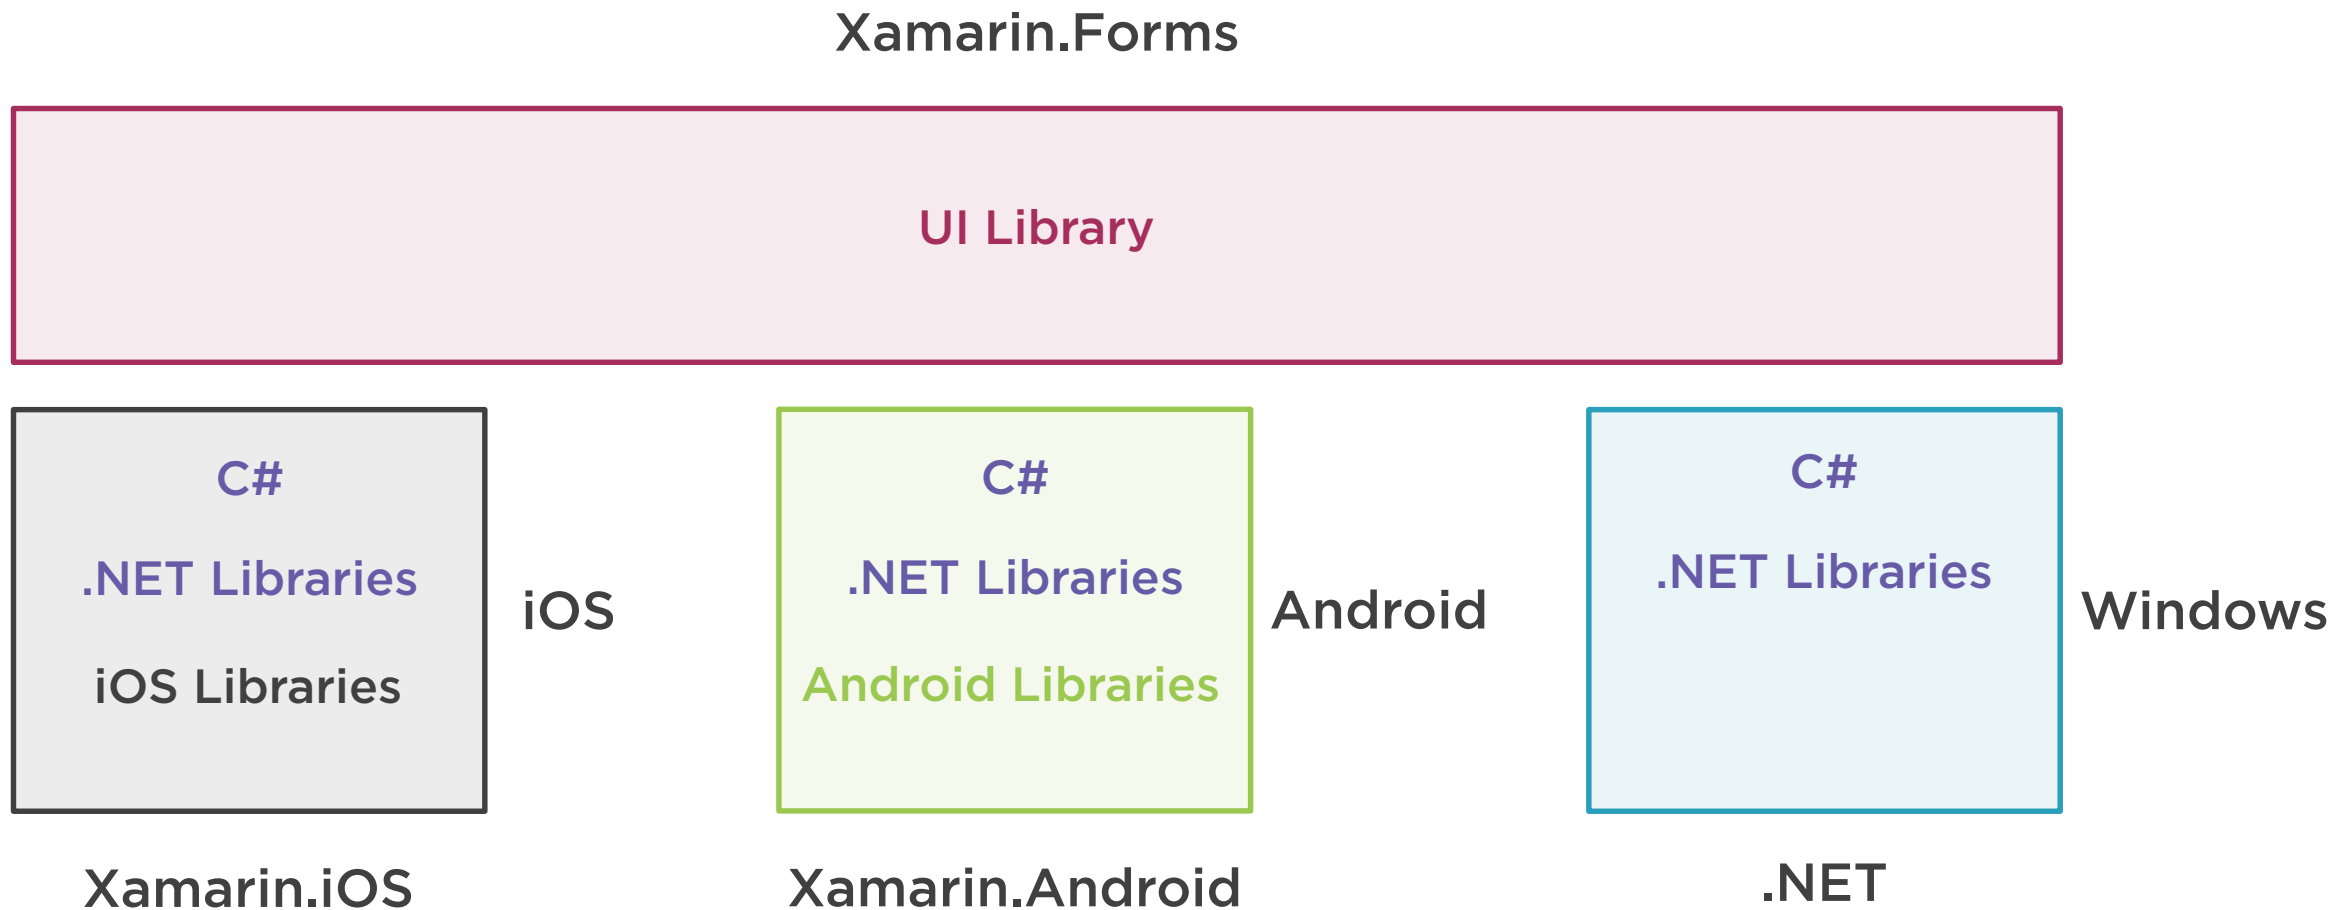 Xamarin.Forms
UI Library
C#
.NET Libraries
iOS Libraries
iOS
Xamarin.iOS
C#
.NET Libraries
Android Libraries
Android
Xamarin.Android
C#
.NET Libraries
Windows
.NET